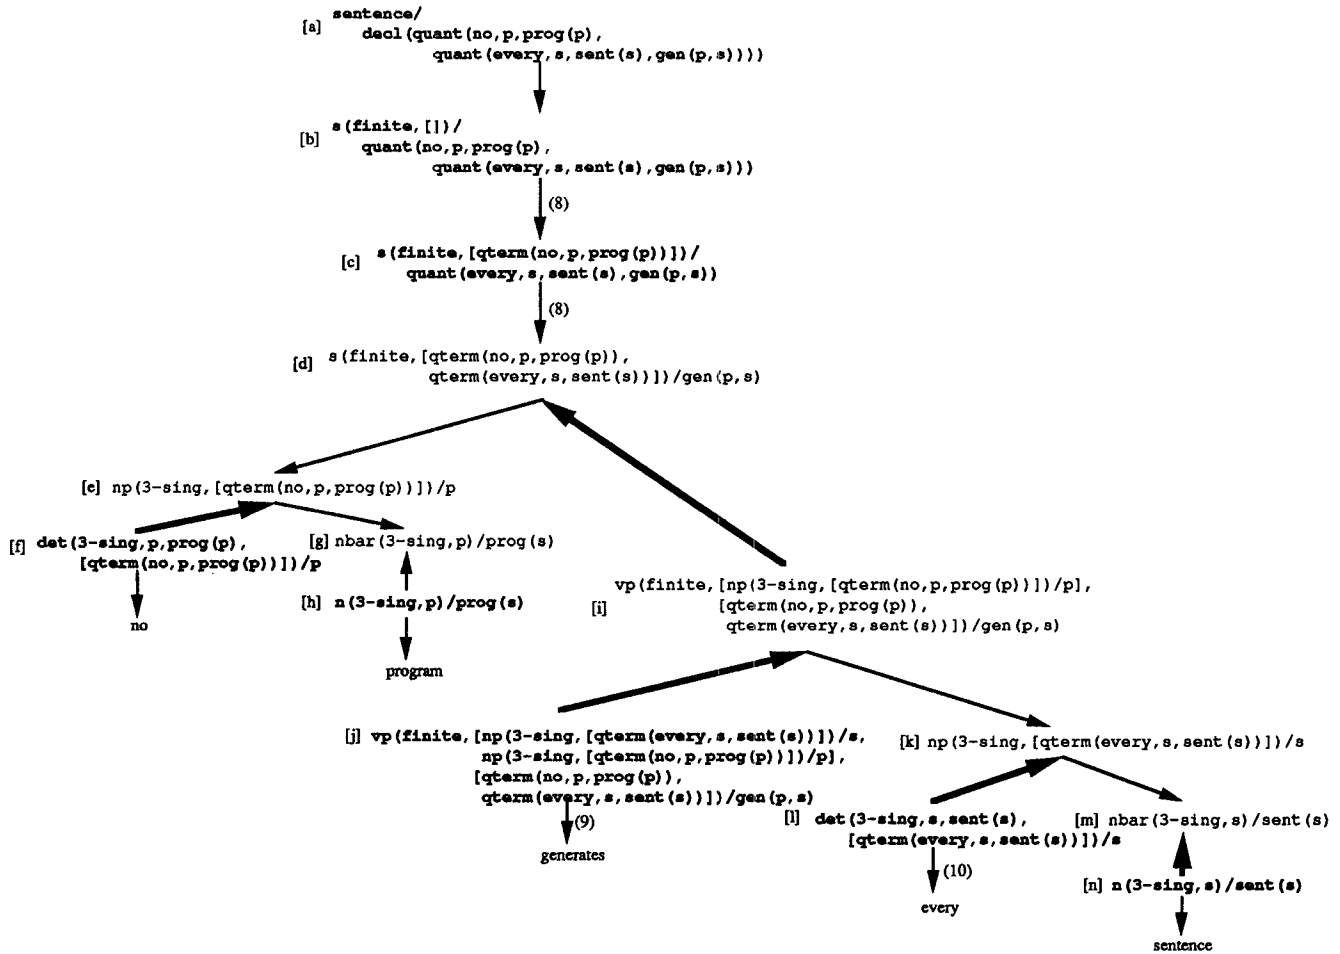 [a] sentence/
decl(quant(no,p,prog(p),
quant(every,s,sent(s),gen(p,s))))
[b] s(finite,[])/
quant(no,p,prog(p),
quant(every,s,sent(s),gen(p,s)))
(8)
[c] s(finite,[qterm(no,p,prog(p))])/
quant(every,s,sent(s),gen(p,s))
(8)
[d] s(finite,[qterm(no,p,prog(p)),
qterm(every,s,sent(s))])/gen(p,s)
[e] np(3-sing,[qterm(no,p,prog(p))])/p
[f] det(3-sing,p,prog(p),
[qterm(no,p,prog(p))])/p
no
[g] nbar(3-sing,p)/prog(s)
[h] n(3-sing,p)/prog(s)
program
[i] vp(finite,[np(3-sing,[qterm(no,p,prog(p))])/p],
[qterm(no,p,prog(p)),
qterm(every,s,sent(s))])/gen(p,s)
[j] vp(finite,[np(3-sing,[qterm(every,s,sent(s))])/s,
np(3-sing,[qterm(no,p,prog(p))])/p],
[qterm(no,p,prog(p)),
qterm(every,s,sent(s))])/gen(p,s)
(9)
generates
[k] np(3-sing,[qterm(every,s,sent(s))])/s
[l] det(3-sing,s,sent(s),
[qterm(every,s,sent(s))])/s
(10)
every
[m] nbar(3-sing,s)/sent(s)
[n] n(3-sing,s)/sent(s)
sentence